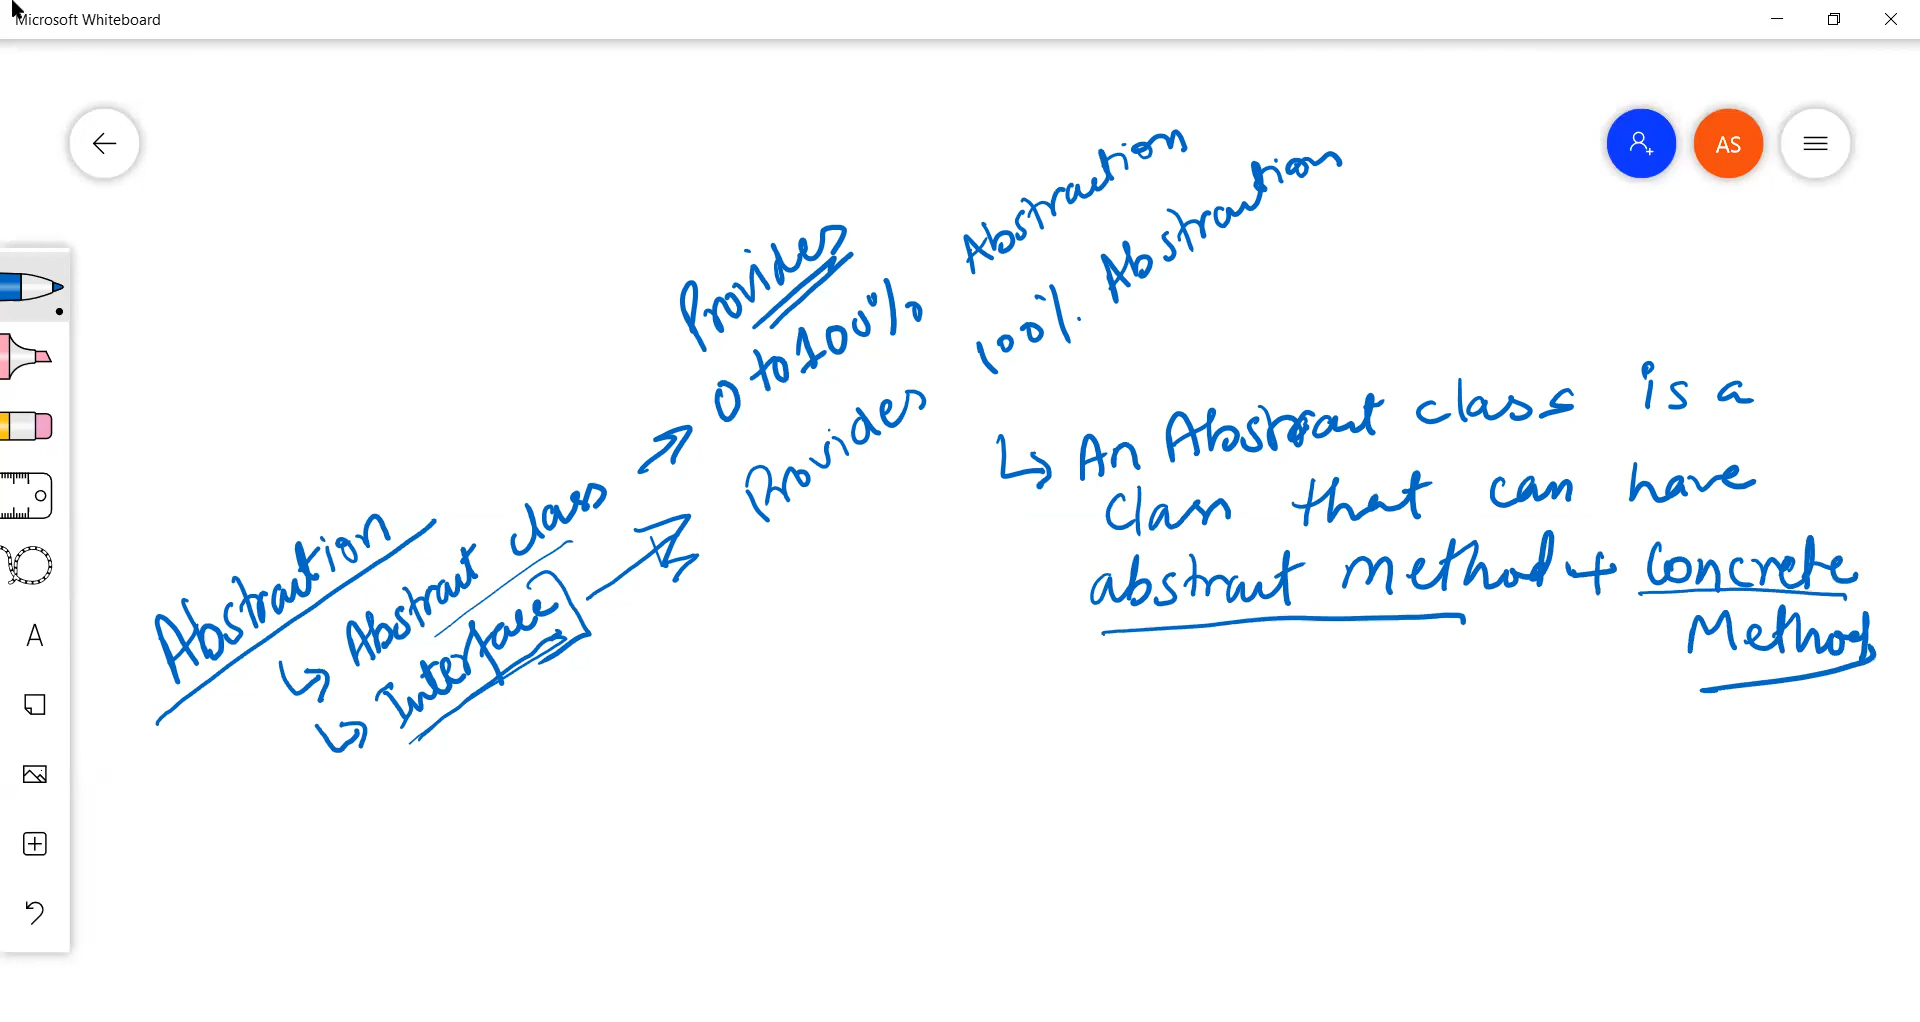 Microsoft Whiteboard
AS
A
Abstraction
Abstract class
Interface
Provides
0 to 100% Abstraction
Provides 100% Abstraction
An Abstract class is a
class that can have
abstract method + concrete
Method